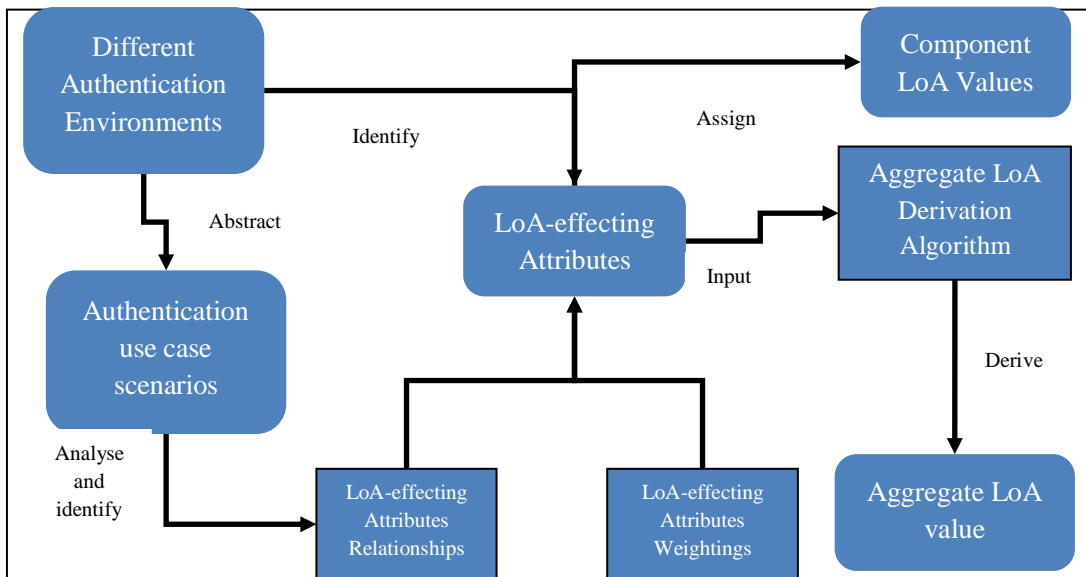 Different
Authentication
Environments
Component
LoA Values
Identify
Assign
Abstract
LoA-effecting
Attributes
Input
Aggregate LoA
Derivation
Algorithm
Authentication
use case
scenarios
Derive
Analyse
and
identify
LoA-effecting
Attributes
Relationships
LoA-effecting
Attributes
Weightings
Aggregate LoA
value